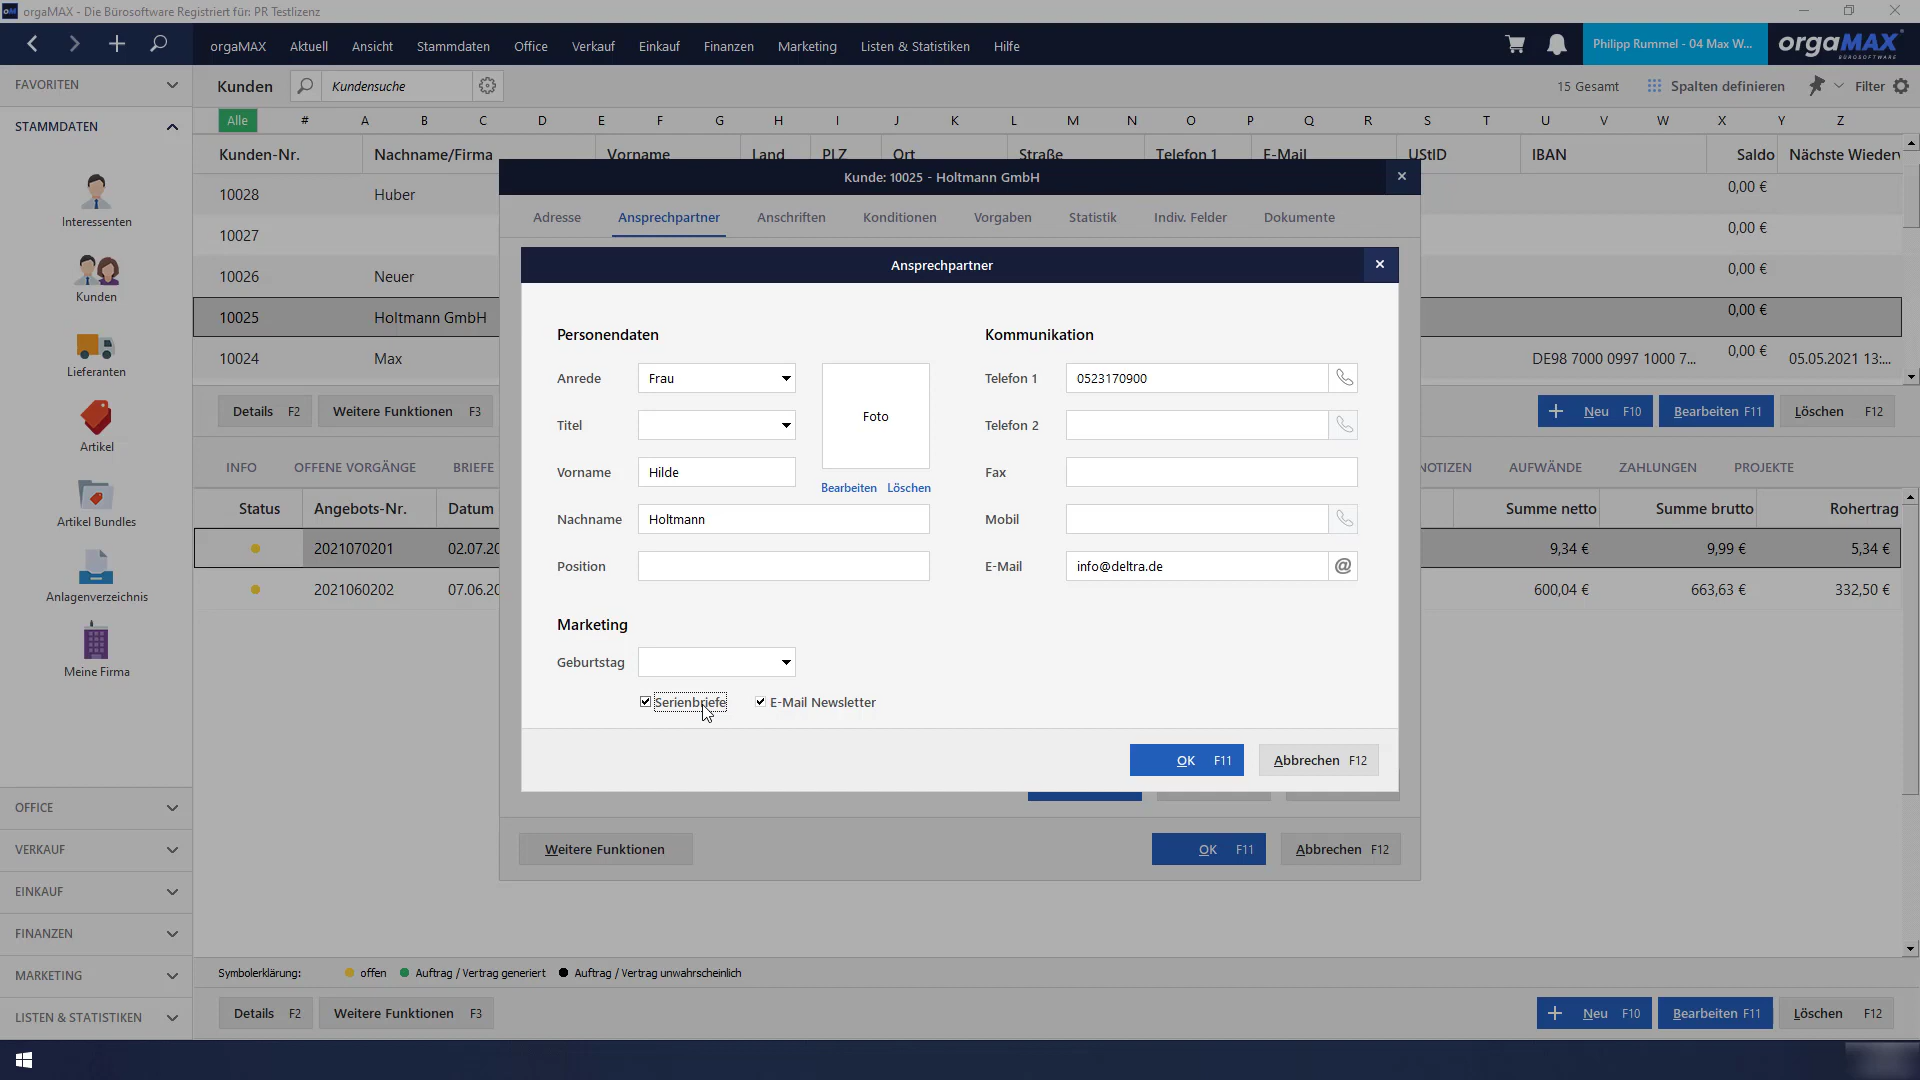 orgaMAX - Die Bürosoftware Registriert für: PR Testlizenz
orgaMAX Aktuell Ansicht Stammdaten Office Verkauf Einkauf Finanzen Marketing Listen & Statistiken Hilfe
Philipp Rummel - 04 Max W...
orgaMAX
BÜROSOFTWARE
FAVORITEN
Kunden
Kundensuche
15 Gesamt
Spalten definieren
Filter
Alle # A B C D E F G H I J K L M N O P Q R S T U V W X Y Z
STAMMDATEN
Kunden-Nr. Nachname/Firma Vorname Land PLZ Ort Straße Telefon 1 E-Mail UStID IBAN Saldo Nächste Wiederv
10028 Huber 0,00 €
10027 0,00 €
10026 Neuer 0,00 €
10025 Holtmann GmbH 0,00 €
10024 Max DE98 7000 0997 1000 7... 0,00 € 05.05.2021 13:...
Interessenten
Kunden
Lieferanten
Artikel
Artikel Bundles
Anlagenverzeichnis
Meine Firma
Kunde: 10025 - Holtmann GmbH
Adresse Ansprechpartner Anschriften Konditionen Vorgaben Statistik Indiv. Felder Dokumente
Ansprechpartner
Personendaten
Anrede Frau
Titel
Vorname Hilde
Nachname Holtmann
Position
Foto
Bearbeiten Löschen
Kommunikation
Telefon 1 0523170900
Telefon 2
Fax
Mobil
E-Mail info@deltra.de
@
Marketing
Geburtstag
Serienbriefe E-Mail Newsletter
OK F11 Abbrechen F12
Weitere Funktionen OK F11 Abbrechen F12
Details F2 Weitere Funktionen F3 Neu F10 Bearbeiten F11 Löschen F12
INFO OFFENE VORGÄNGE BRIEFE NOTIZEN AUFWÄNDE ZAHLUNGEN PROJEKTE
Status Angebots-Nr. Datum Summe netto Summe brutto Rohertrag
2021070201 02.07.20 9,34 € 9,99 € 5,34 €
2021060202 07.06.20 600,04 € 663,63 € 332,50 €
OFFICE
VERKAUF
EINKAUF
FINANZEN
MARKETING
LISTEN & STATISTIKEN
Symbolerklärung: offen Auftrag / Vertrag generiert Auftrag / Vertrag unwahrscheinlich
Details F2 Weitere Funktionen F3 Neu F10 Bearbeiten F11 Löschen F12